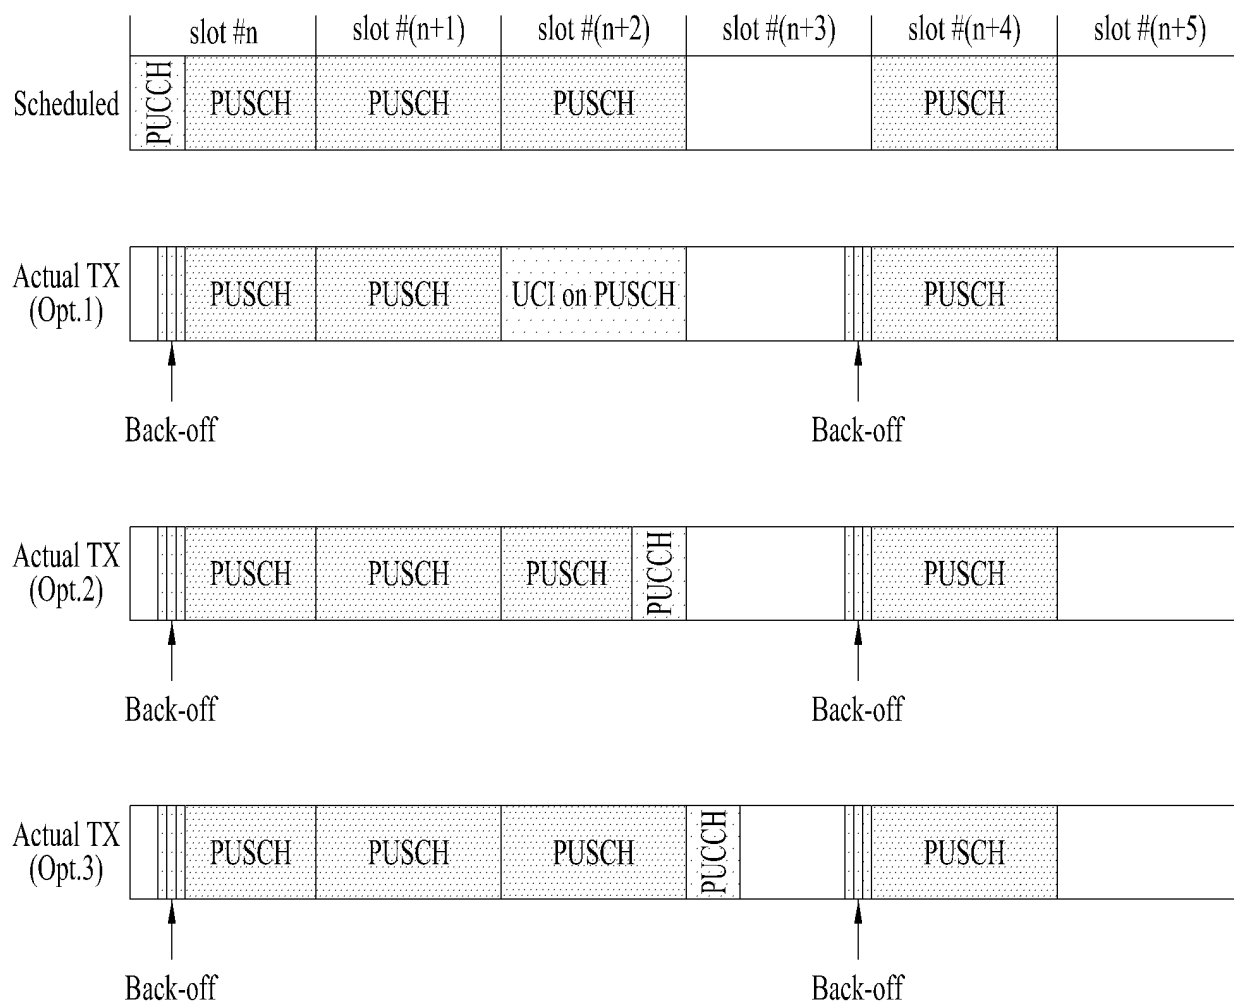 slot #n slot #(n+1) slot #(n+2) slot #(n+3) slot #(n+4) slot #(n+5)
Scheduled PUCCH PUSCH PUSCH PUSCH PUSCH
Actual TX
(Opt.1)
PUSCH PUSCH UCI on PUSCH PUSCH
Back-off Back-off
Actual TX
(Opt.2)
PUSCH PUSCH PUSCH PUCCH PUSCH
Back-off Back-off
Actual TX
(Opt.3)
PUSCH PUSCH PUSCH PUCCH PUSCH
Back-off Back-off